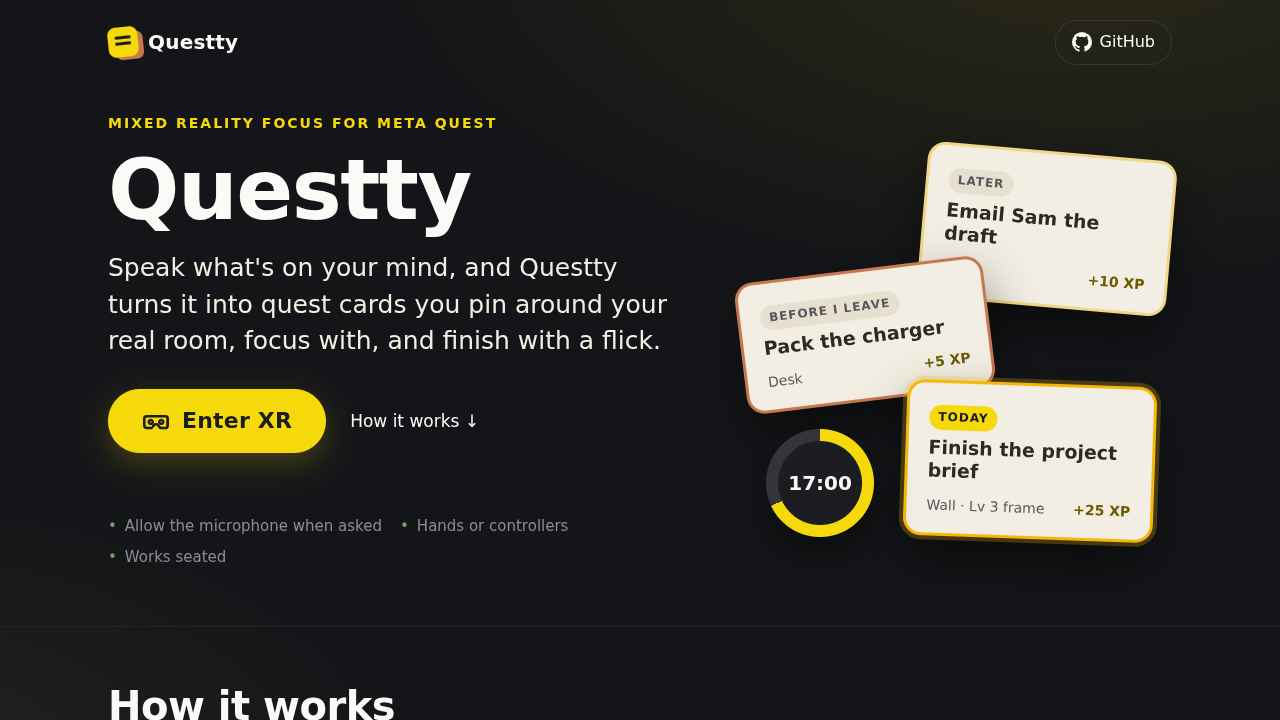 Questty
GitHub
MIXED REALITY FOCUS FOR META QUEST
Questty
Speak what's on your mind, and Questty
turns it into quest cards you pin around your
real room, focus with, and finish with a flick.
Enter XR
How it works ↓
• Allow the microphone when asked
• Hands or controllers
• Works seated
LATER
Email Sam the
draft
+10 XP
BEFORE I LEAVE
Pack the charger
Desk
+5 XP
TODAY
Finish the project
brief
Wall · Lv 3 frame
+25 XP
17:00
How it works